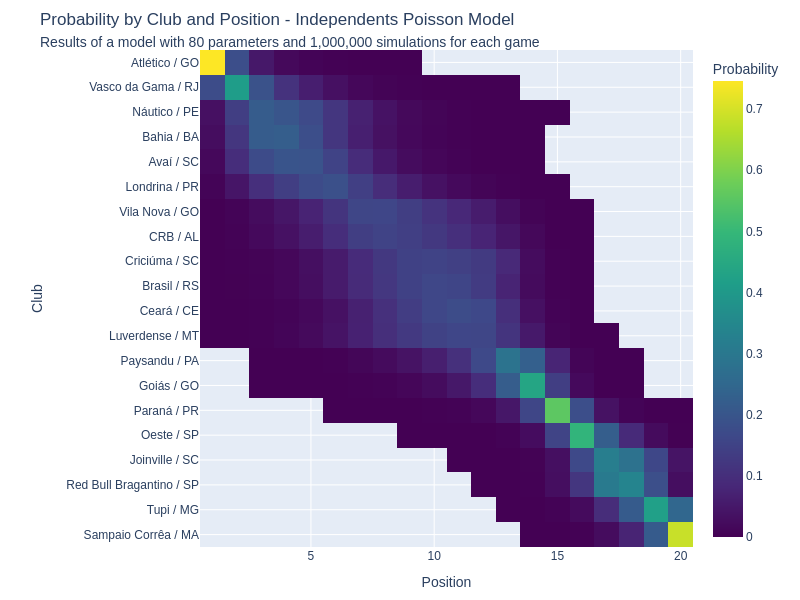 Probability by Club and Position - Independents Poisson Model
Results of a model with 80 parameters and 1,000,000 simulations for each game
Probability
Atlético / GO
Vasco da Gama / RJ
Náutico / PE
Bahia / BA
Avaí / SC
Londrina / PR
Vila Nova / GO
CRB / AL
Criciúma / SC
Brasil / RS
Ceará / CE
Luverdense / MT
Paysandu / PA
Goiás / GO
Paraná / PR
Oeste / SP
Joinville / SC
Red Bull Bragantino / SP
Tupi / MG
Sampaio Corrêa / MA
Club
5
10
15
20
Position
0.7
0.6
0.5
0.4
0.3
0.2
0.1
0